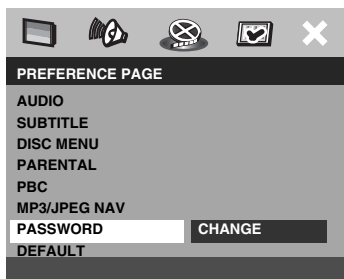 PREFERENCE PAGE
AUDIO
SUBTITLE
DISC MENU
PARENTAL
PBC
MP3/JPEG NAV
PASSWORD CHANGE
DEFAULT